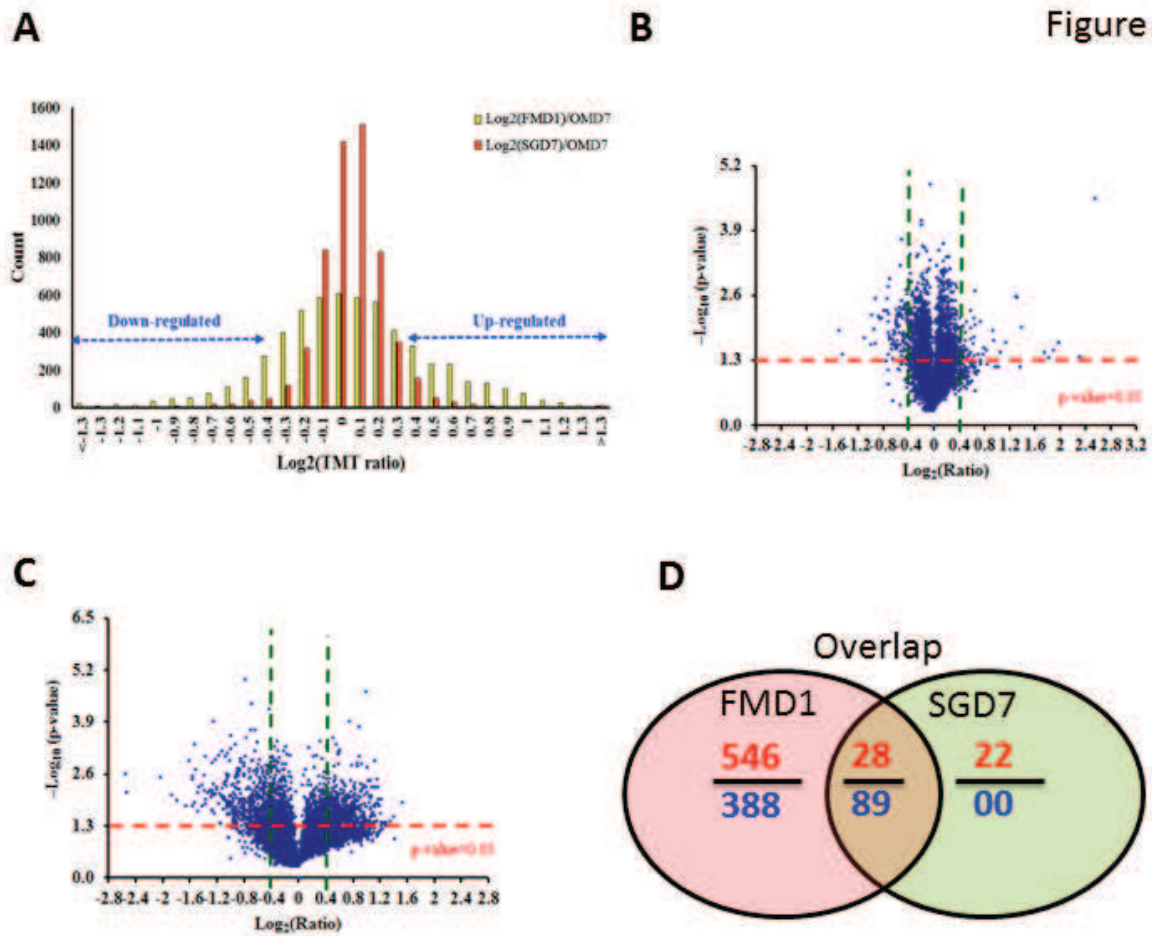 A
B
Figure
1600
1400
1200
1000
800
600
400
200
0
Count
Log2(FMD1)/OMD7
Log2(SGD7)/OMD7
Down-regulated
Up-regulated
<-1.3 -1.3 -1.2 -1.1 -1 -0.9 -0.8 -0.7 -0.6 -0.5 -0.4 -0.3 -0.2 -0.1 0 0.1 0.2 0.3 0.4 0.5 0.6 0.7 0.8 0.9 1 1.1 1.2 1.3 >1.3
Log2(TMT ratio)
5.2
3.9
2.6
1.3
0.0
–Log10 (p-value)
p-value=0.05
-2.8 -2.4 -2 -1.6 -1.2 -0.8 -0.4 0 0.4 0.8 1.2 1.6 2 2.4 2.8 3.2
Log2(Ratio)
C
D
6.5
5.2
3.9
2.6
1.3
0.0
–Log10 (p-value)
p-value=0.05
-2.8 -2.4 -2 -1.6 -1.2 -0.8 -0.4 0 0.4 0.8 1.2 1.6 2 2.4 2.8
Log2(Ratio)
Overlap
FMD1 SGD7
546 28 22
388 89 00